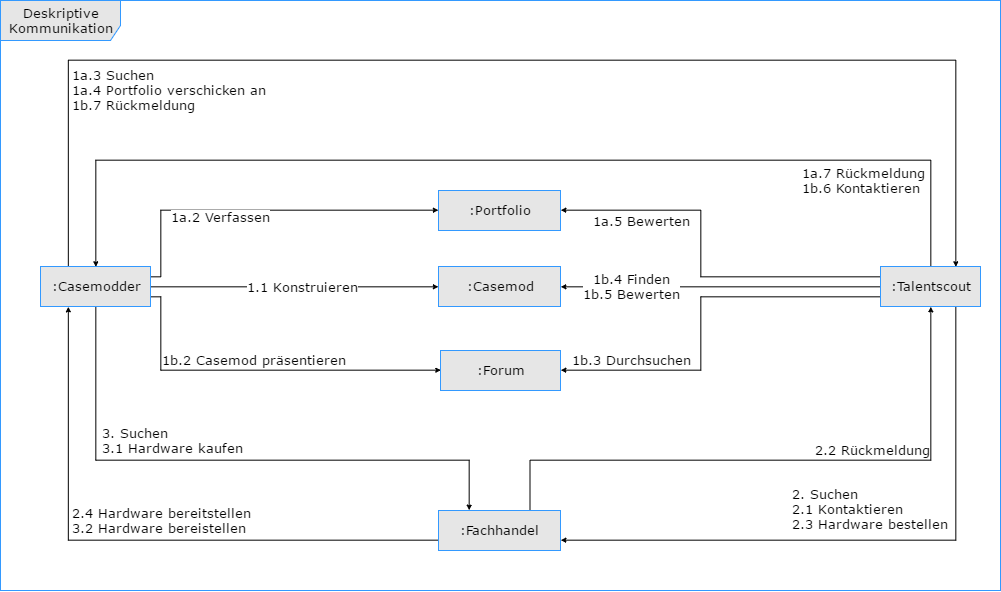 Deskriptive
Kommunikation
1a.3 Suchen
1a.4 Portfolio verschicken an
1b.7 Rückmeldung
1a.7 Rückmeldung
1b.6 Kontaktieren
:Portfolio
1a.2 Verfassen
1a.5 Bewerten
:Casemodder
1.1 Konstruieren
:Casemod
1b.4 Finden
1b.5 Bewerten
:Talentscout
1b.2 Casemod präsentieren
:Forum
1b.3 Durchsuchen
3. Suchen
3.1 Hardware kaufen
2.2 Rückmeldung
2.4 Hardware bereitstellen
3.2 Hardware bereistellen
:Fachhandel
2. Suchen
2.1 Kontaktieren
2.3 Hardware bestellen